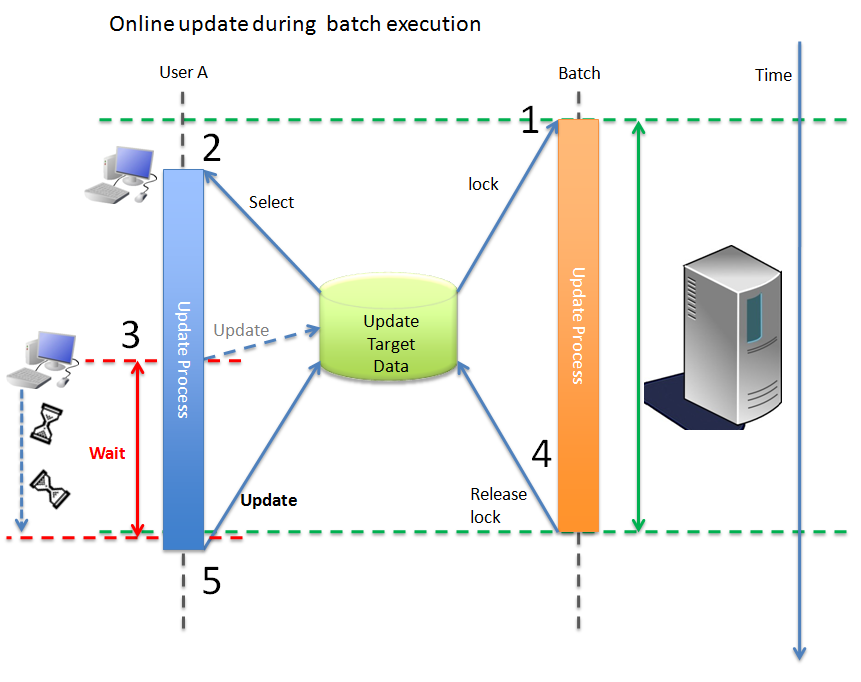 Online update during  batch execution
User A
Batch
Time
1
2
Select
lock
Update Process
Update Process
3
Update
Update
Target
Data
Wait
4
Update
Release
lock
5